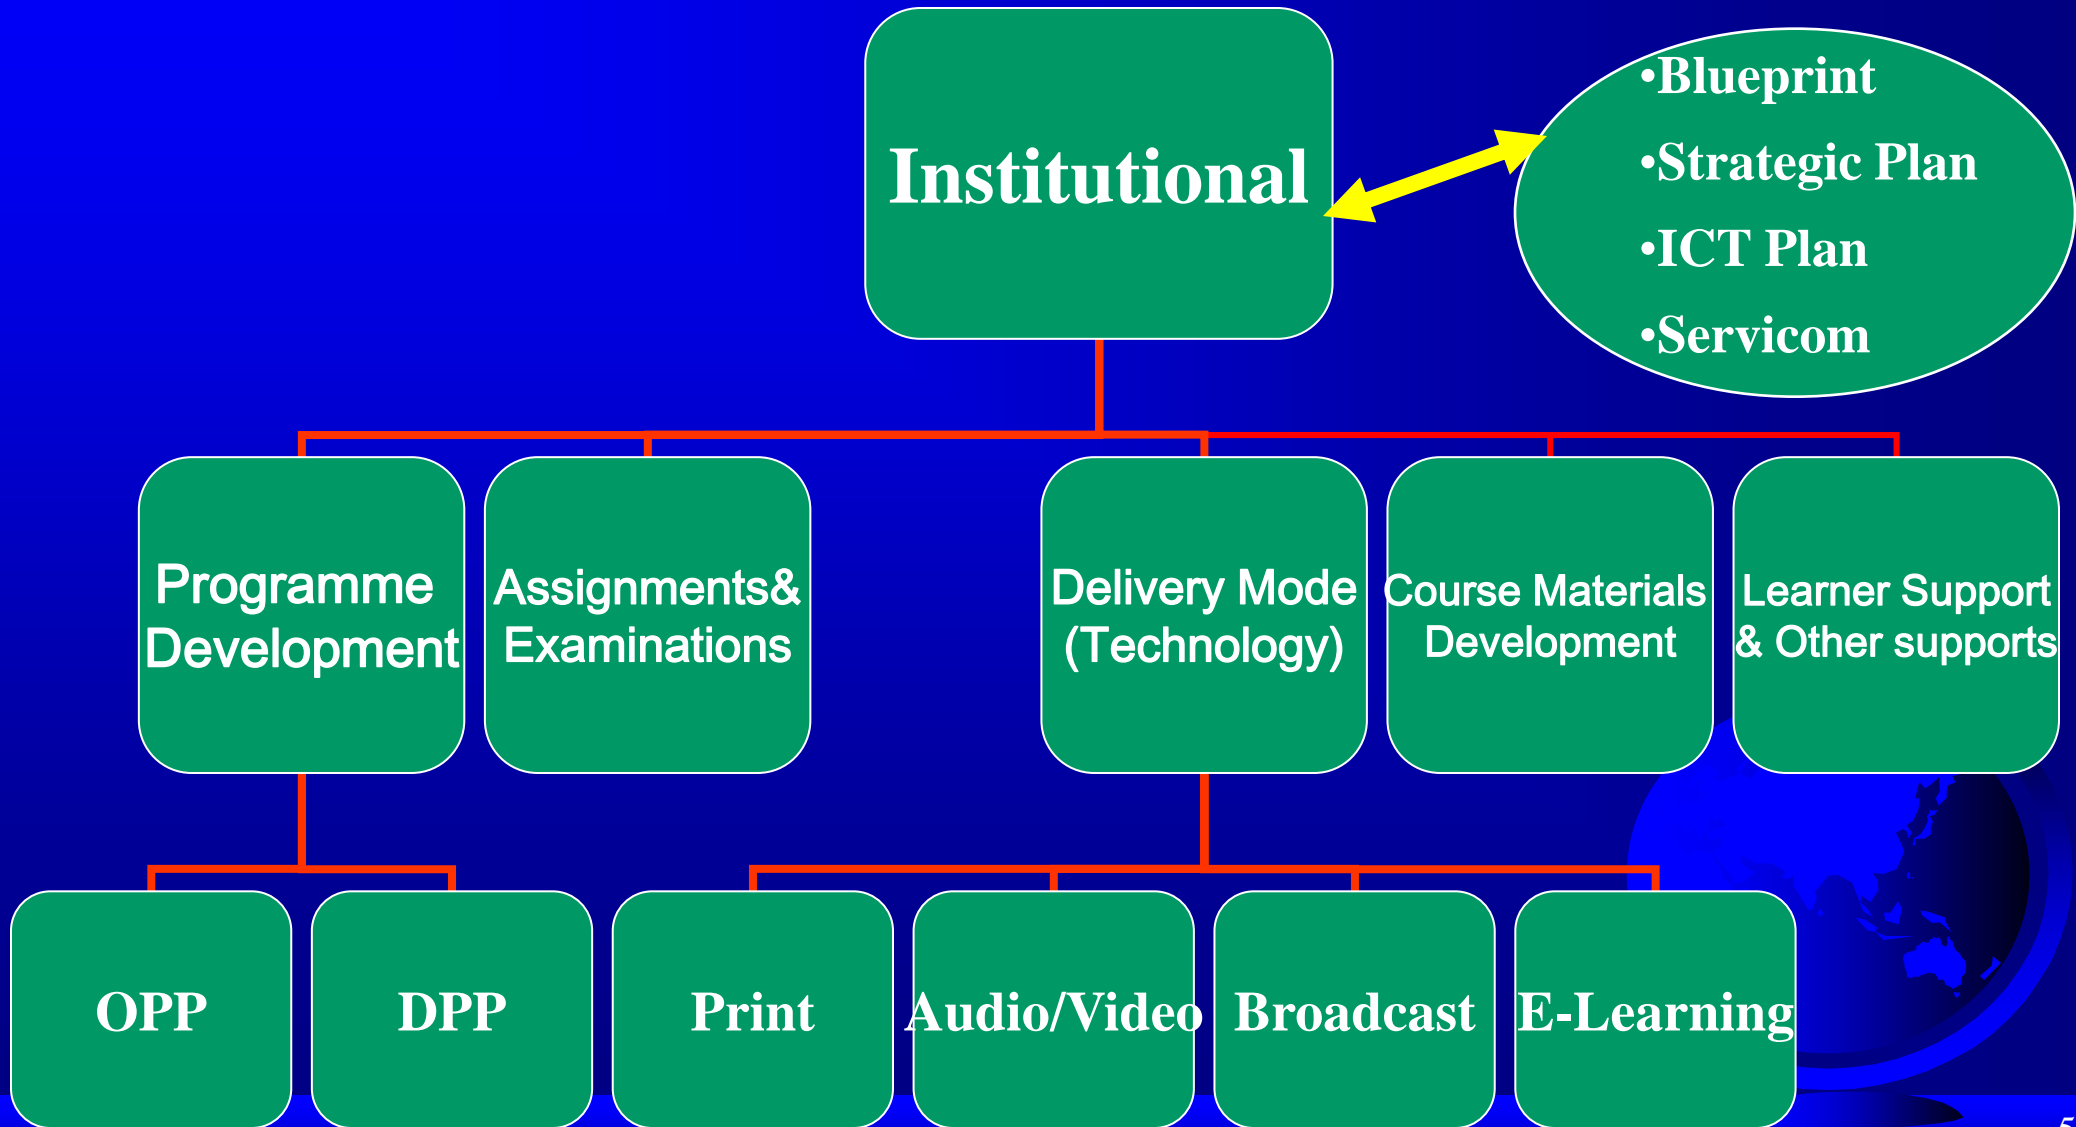 Institutional
•Blueprint
•Strategic Plan
•ICT Plan
•Servicom
Programme
Development
Assignments&
Examinations
Delivery Mode
(Technology)
Course Materials
Development
Learner Support
& Other supports
OPP
DPP
Print
Audio/Video
Broadcast
E-Learning
5